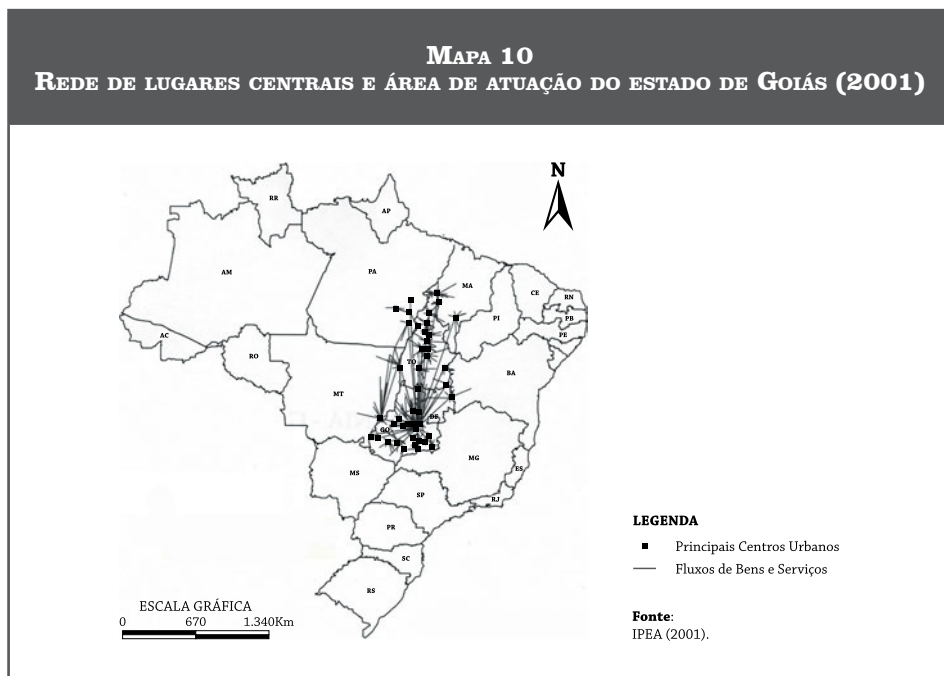 Mapa 10
Rede de lugares centrais e área de atuação do estado de Goiás (2001)
N
RR
AP
AM
PA
MA
CE
RN
PB
PE
PI
AC
RO
TO
BA
MT
DF
GO
MG
ES
MS
SP
RJ
PR
SC
RS
LEGENDA
Principais Centros Urbanos
Fluxos de Bens e Serviços
ESCALA GRÁFICA
0 670 1.340Km
Fonte:
IPEA (2001).